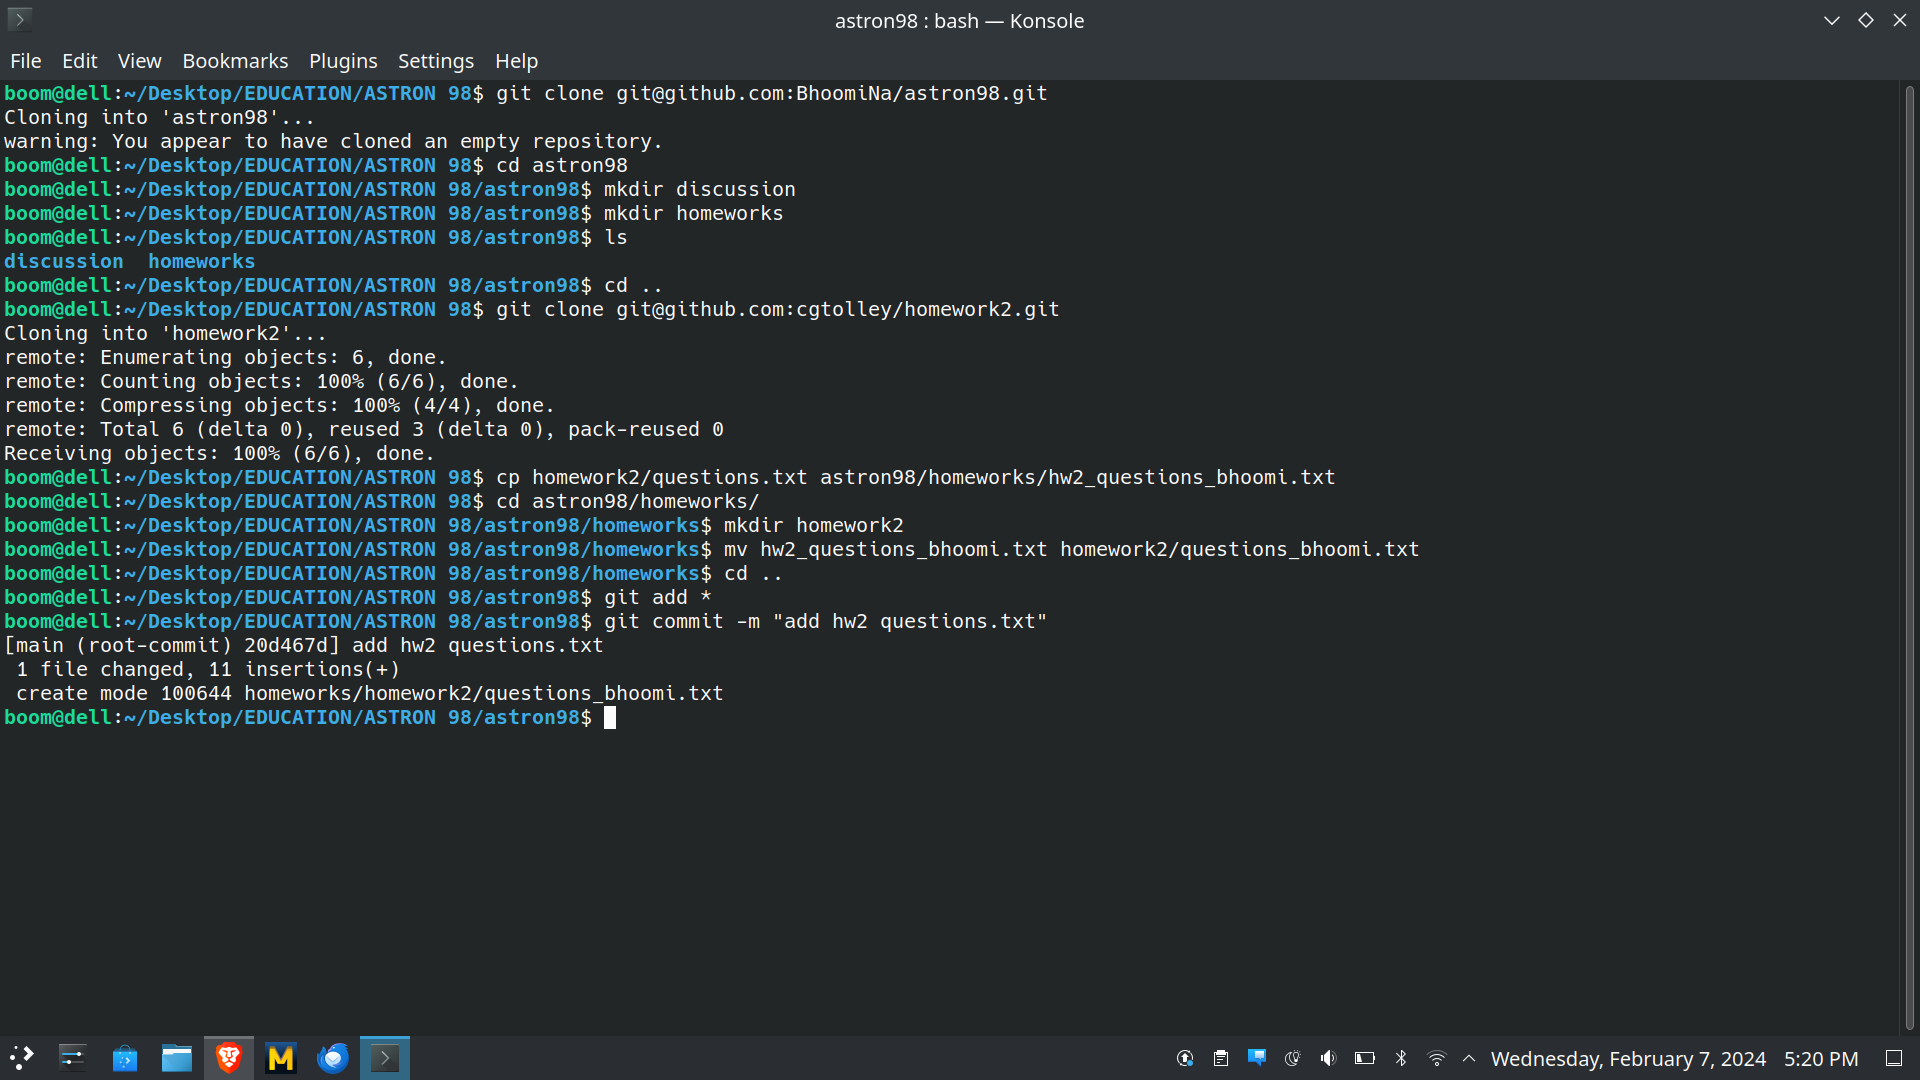 astron98 : bash — Konsole
File Edit View Bookmarks Plugins Settings Help
boom@dell:~/Desktop/EDUCATION/ASTRON 98$ git clone git@github.com:BhoomiNa/astron98.git
Cloning into 'astron98'...
warning: You appear to have cloned an empty repository.
boom@dell:~/Desktop/EDUCATION/ASTRON 98$ cd astron98
boom@dell:~/Desktop/EDUCATION/ASTRON 98/astron98$ mkdir discussion
boom@dell:~/Desktop/EDUCATION/ASTRON 98/astron98$ mkdir homeworks
boom@dell:~/Desktop/EDUCATION/ASTRON 98/astron98$ ls
discussion  homeworks
boom@dell:~/Desktop/EDUCATION/ASTRON 98/astron98$ cd ..
boom@dell:~/Desktop/EDUCATION/ASTRON 98$ git clone git@github.com:cgtolley/homework2.git
Cloning into 'homework2'...
remote: Enumerating objects: 6, done.
remote: Counting objects: 100% (6/6), done.
remote: Compressing objects: 100% (4/4), done.
remote: Total 6 (delta 0), reused 3 (delta 0), pack-reused 0
Receiving objects: 100% (6/6), done.
boom@dell:~/Desktop/EDUCATION/ASTRON 98$ cp homework2/questions.txt astron98/homeworks/hw2_questions_bhoomi.txt
boom@dell:~/Desktop/EDUCATION/ASTRON 98$ cd astron98/homeworks/
boom@dell:~/Desktop/EDUCATION/ASTRON 98/astron98/homeworks$ mkdir homework2
boom@dell:~/Desktop/EDUCATION/ASTRON 98/astron98/homeworks$ mv hw2_questions_bhoomi.txt homework2/questions_bhoomi.txt
boom@dell:~/Desktop/EDUCATION/ASTRON 98/astron98/homeworks$ cd ..
boom@dell:~/Desktop/EDUCATION/ASTRON 98/astron98$ git add *
boom@dell:~/Desktop/EDUCATION/ASTRON 98/astron98$ git commit -m "add hw2 questions.txt"
[main (root-commit) 20d467d] add hw2 questions.txt
 1 file changed, 11 insertions(+)
 create mode 100644 homeworks/homework2/questions_bhoomi.txt
boom@dell:~/Desktop/EDUCATION/ASTRON 98/astron98$
M
Wednesday, February 7, 2024 5:20 PM